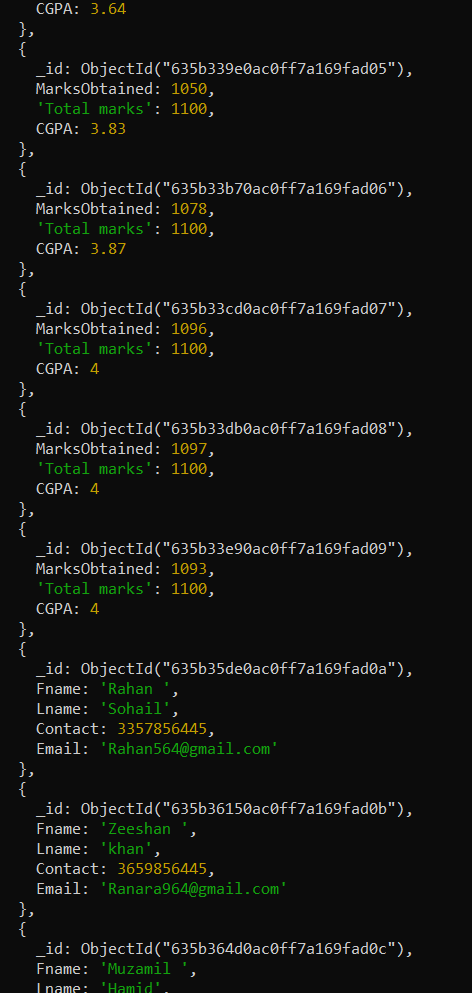 CGPA: 3.64
},
{
_id: ObjectId("635b339e0ac0ff7a169fad05"),
MarksObtained: 1050,
'Total marks': 1100,
CGPA: 3.83
},
{
_id: ObjectId("635b33b70ac0ff7a169fad06"),
MarksObtained: 1078,
'Total marks': 1100,
CGPA: 3.87
},
{
_id: ObjectId("635b33cd0ac0ff7a169fad07"),
MarksObtained: 1096,
'Total marks': 1100,
CGPA: 4
},
{
_id: ObjectId("635b33db0ac0ff7a169fad08"),
MarksObtained: 1097,
'Total marks': 1100,
CGPA: 4
},
{
_id: ObjectId("635b33e90ac0ff7a169fad09"),
MarksObtained: 1093,
'Total marks': 1100,
CGPA: 4
},
{
_id: ObjectId("635b35de0ac0ff7a169fad0a"),
Fname: 'Rahan ',
Lname: 'Sohail',
Contact: 3357856445,
Email: 'Rahan564@gmail.com'
},
{
_id: ObjectId("635b36150ac0ff7a169fad0b"),
Fname: 'Zeeshan ',
Lname: 'khan',
Contact: 3659856445,
Email: 'Ranara964@gmail.com'
},
{
_id: ObjectId("635b364d0ac0ff7a169fad0c"),
Fname: 'Muzamil ',
Lname: 'Hamid',